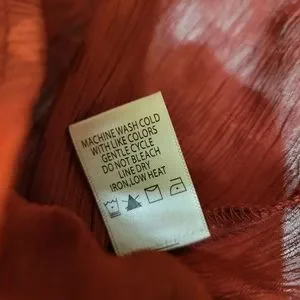 MACHINE WASH COLD
WITH LIKE COLORS
GENTLE CYCLE
DO NOT BLEACH
LINE DRY
IRON,LOW HEAT